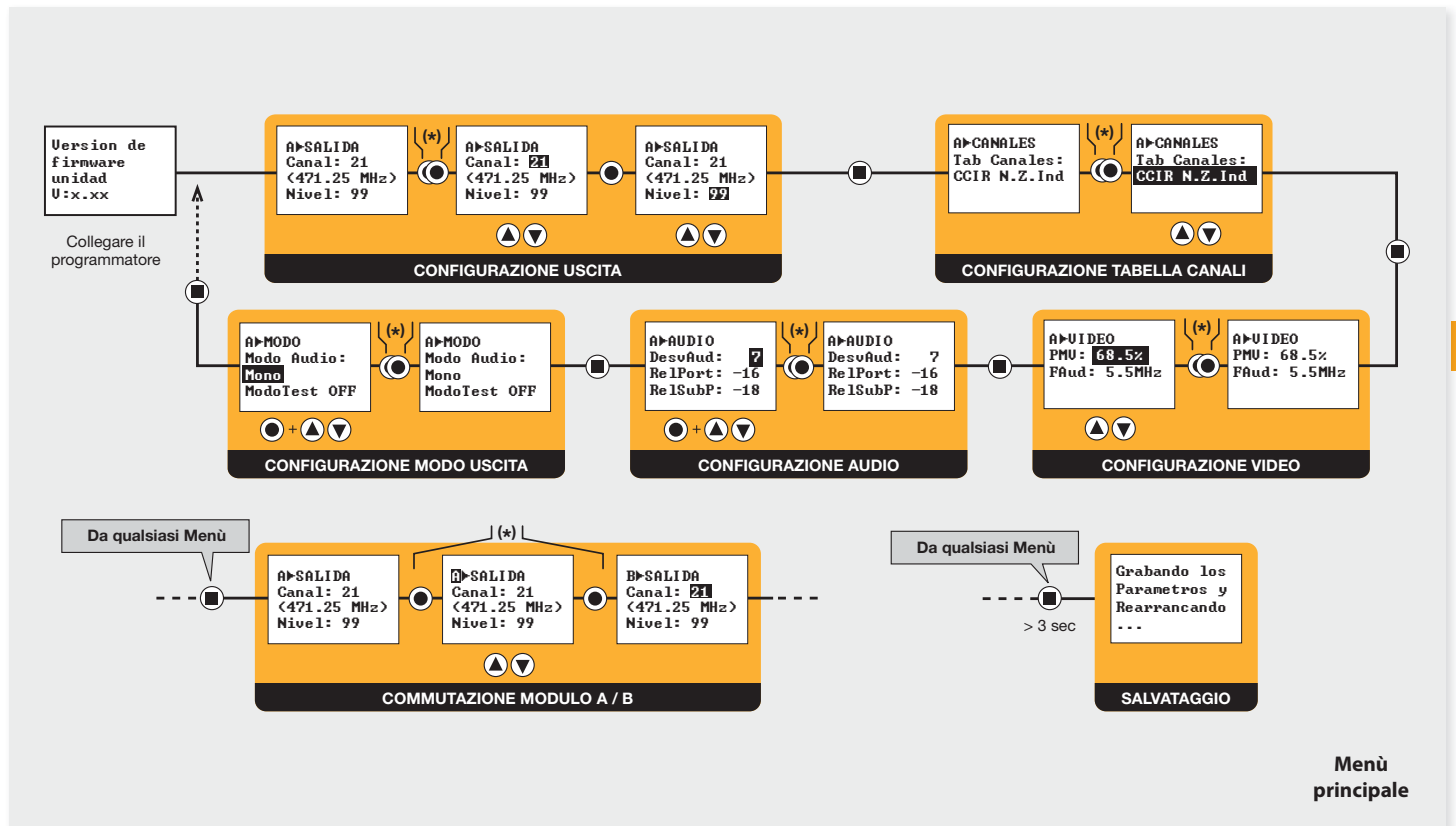 Version de
firmware
unidad
V:x.xx
Collegare il
programmatore
A►SALIDA
Canal: 21
(471.25 MHz)
Nivel: 99
(*)
A►SALIDA
Canal: 21
(471.25 MHz)
Nivel: 99
A►SALIDA
Canal: 21
(471.25 MHz)
Nivel: 99
CONFIGURAZIONE USCITA
A►CANALES
Tab Canales:
CCIR N.Z.Ind
(*)
A►CANALES
Tab Canales:
CCIR N.Z.Ind
CONFIGURAZIONE TABELLA CANALI
A►MODO
Modo Audio:
Mono
ModoTest OFF
(*)
A►MODO
Modo Audio:
Mono
ModoTest OFF
+
CONFIGURAZIONE MODO USCITA
A►AUDIO
DesvAud: 7
RelPort: −16
RelSubP: −18
(*)
A►AUDIO
DesvAud: 7
RelPort: −16
RelSubP: −18
+
CONFIGURAZIONE AUDIO
A►VIDEO
PMV: 68.5%
FAud: 5.5MHz
(*)
A►VIDEO
PMV: 68.5%
FAud: 5.5MHz
CONFIGURAZIONE VIDEO
Da qualsiasi Menù
A►SALIDA
Canal: 21
(471.25 MHz)
Nivel: 99
(*)
A►SALIDA
Canal: 21
(471.25 MHz)
Nivel: 99
B►SALIDA
Canal: 21
(471.25 MHz)
Nivel: 99
COMMUTAZIONE MODULO A / B
Da qualsiasi Menù
> 3 sec
Grabando los
Parametros y
Rearrancando
...
SALVATAGGIO
Menù
principale